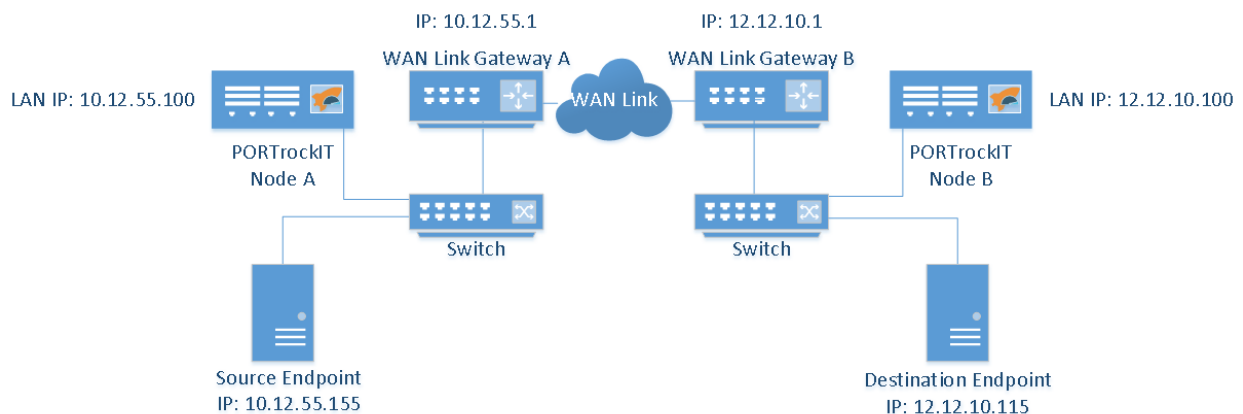 IP: 10.12.55.1
WAN Link Gateway A
IP: 12.12.10.1
WAN Link Gateway B
LAN IP: 10.12.55.100
WAN Link
LAN IP: 12.12.10.100
PORTrockIT
Node A
PORTrockIT
Node B
Switch
Switch
Source Endpoint
IP: 10.12.55.155
Destination Endpoint
IP: 12.12.10.115